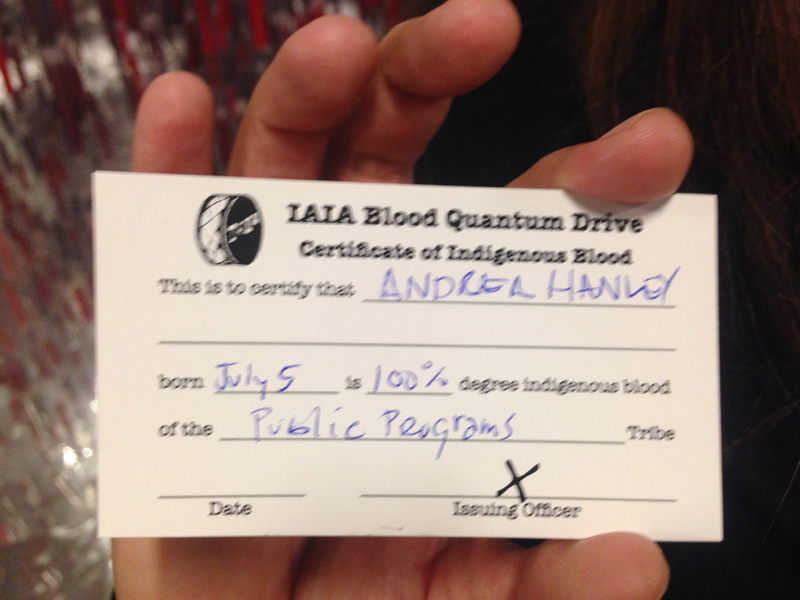 IAIA Blood Quantum Drive
Certificate of Indigenous Blood
This is to certify that ANDREA HANLEY
born July 5 is 100% degree indigenous blood
of the Public Programs Tribe
X
Date Issuing Officer